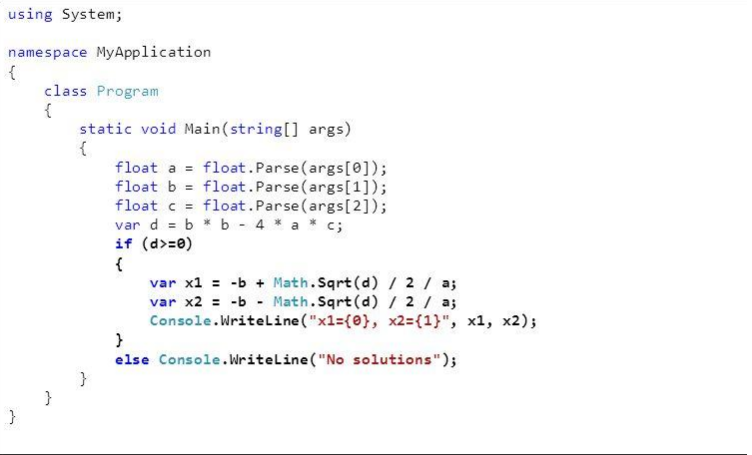 using System;
namespace MyApplication
{
class Program
{
static void Main(string[] args)
{
float a = float.Parse(args[0]);
float b = float.Parse(args[1]);
float c = float.Parse(args[2]);
var d = b * b - 4 * a * c;
if (d>=0)
{
var x1 = -b + Math.Sqrt(d) / 2 / a;
var x2 = -b - Math.Sqrt(d) / 2 / a;
Console.WriteLine("x1={0}, x2={1}", x1, x2);
}
else Console.WriteLine("No solutions");
}
}
}